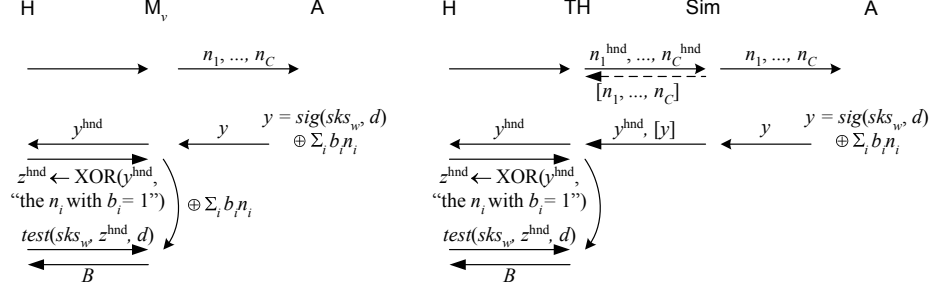 H M_v A H TH Sim A
n_1, ..., n_C n_1^hnd, ..., n_C^hnd n_1, ..., n_C
[n_1, ..., n_C]
y^hnd y y = sig(sks_w, d) y^hnd y^hnd, [y] y y = sig(sks_w, d)
⊕ Σ_i b_i n_i ⊕ Σ_i b_i n_i
z^hnd ← XOR(y^hnd, z^hnd ← XOR(y^hnd,
“the n_i with b_i = 1”) ⊕ Σ_i b_i n_i “the n_i with b_i = 1”)
test(sks_w, z^hnd, d) test(sks_w, z^hnd, d)
B B